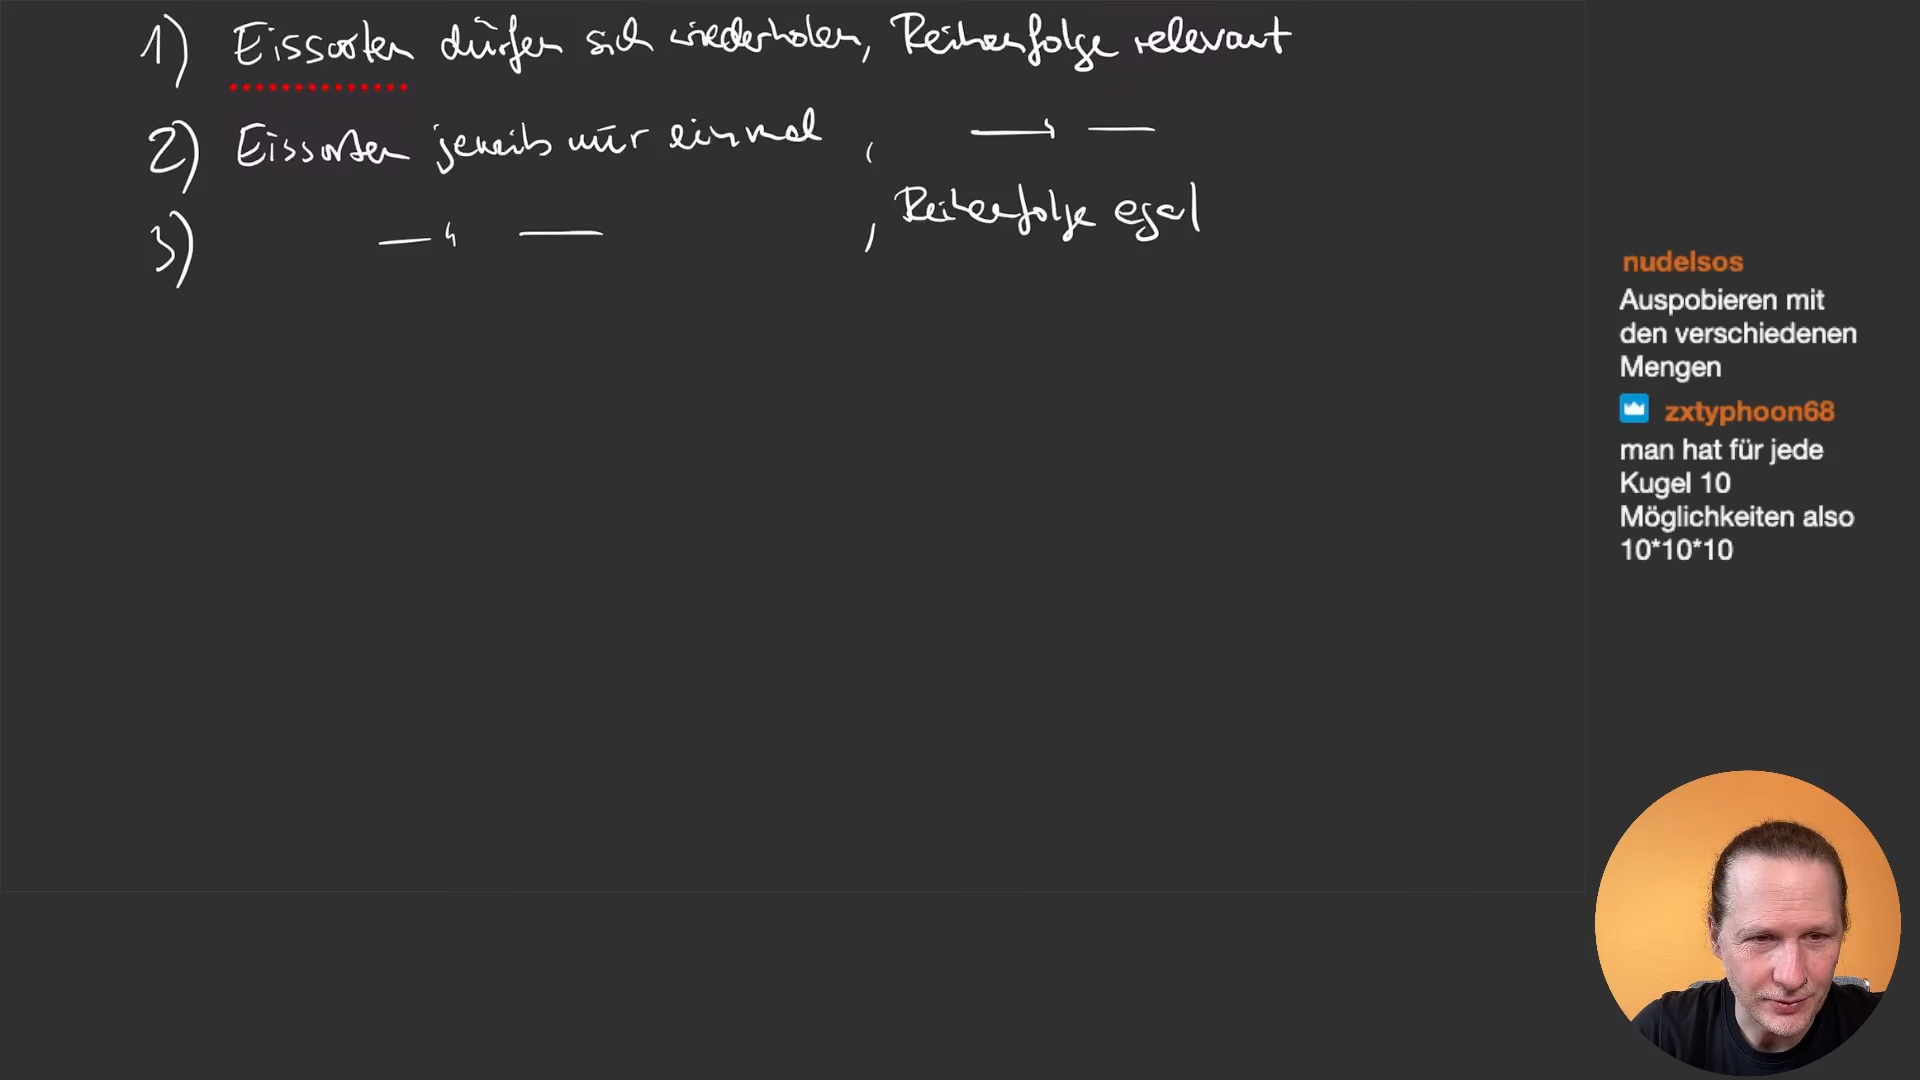 1) Eissorten dürfen sich wiederholen, Reihenfolge relevant
2) Eissorten jeweils nur einmal , — " —
3) — " — , Reihenfolge egal
nudelsos
Auspobieren mit
den verschiedenen
Mengen
zxtyphoon68
man hat für jede
Kugel 10
Möglichkeiten also
10*10*10